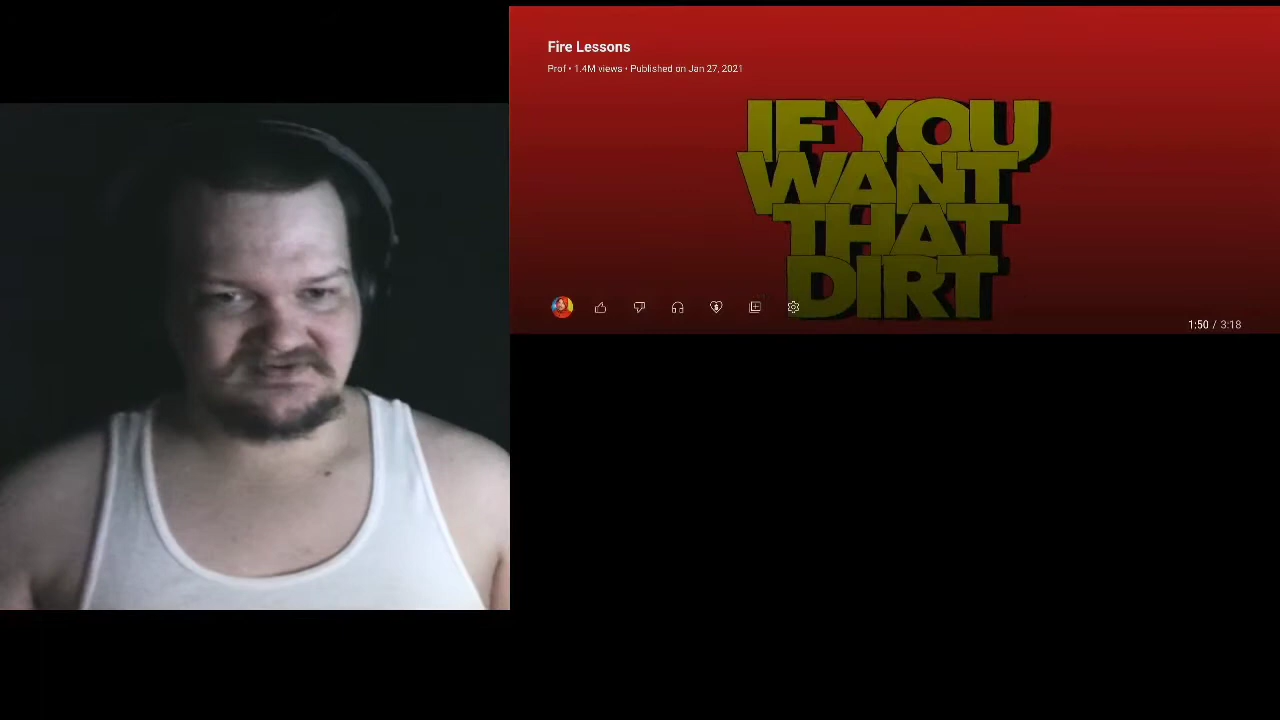 Fire Lessons
Prof • 1.4M views • Published on Jan 27, 2021
IF YOU
WANT
THAT
DIRT
1:50 / 3:18